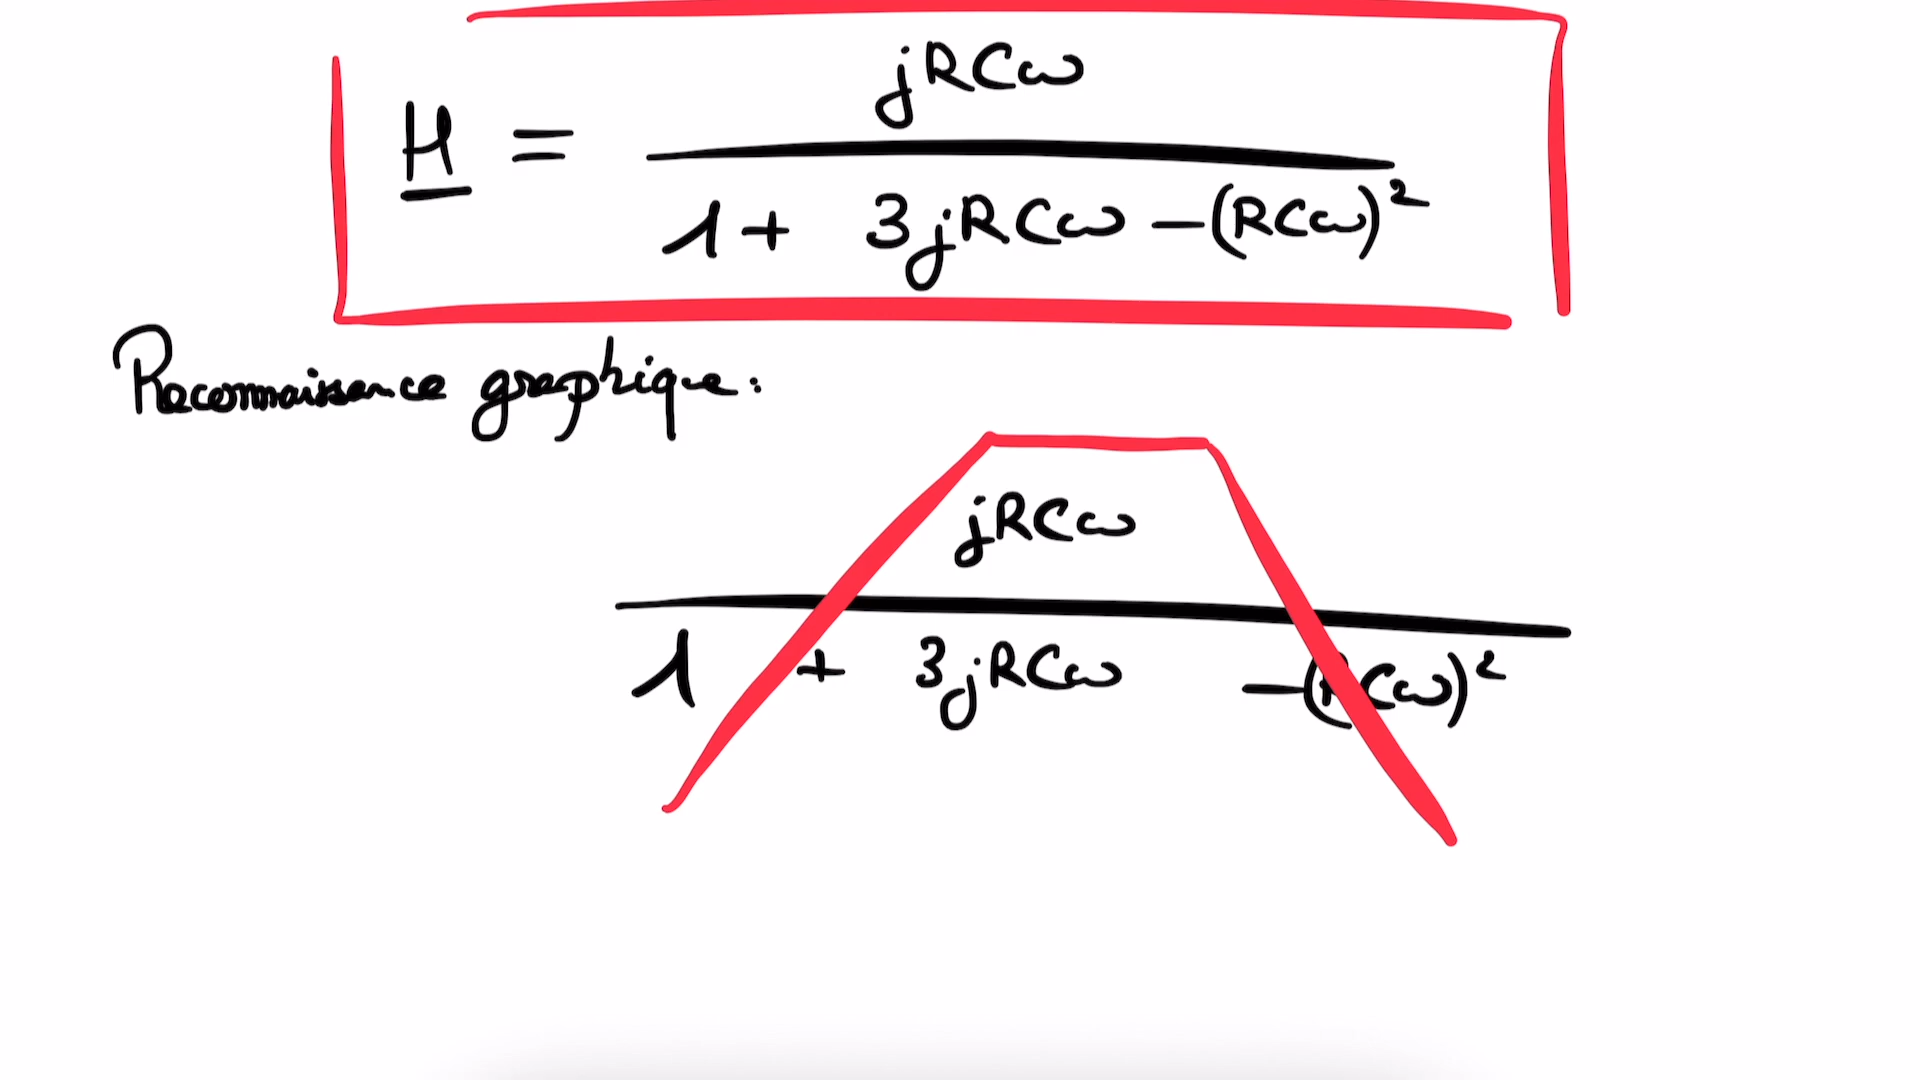 jRCω
H =
1 + 3jRCω -(RCω)²
Reconnaissance graphique:
jRCω
1 + 3jRCω -(RCω)²